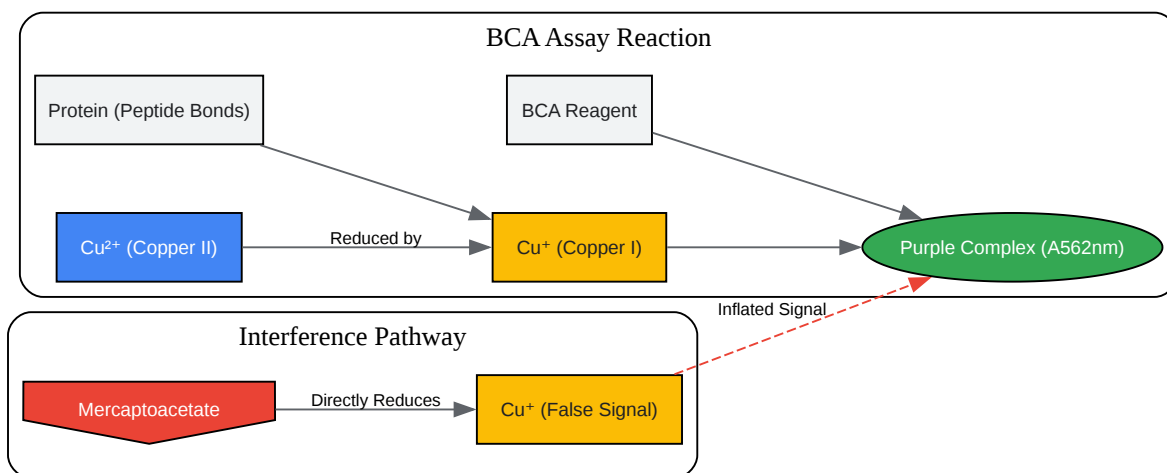 BCA Assay Reaction
Protein (Peptide Bonds)
BCA Reagent
Cu²⁺ (Copper II)
Reduced by
Cu⁺ (Copper I)
Purple Complex (A562nm)
Inflated Signal
Interference Pathway
Mercaptoacetate
Directly Reduces
Cu⁺ (False Signal)